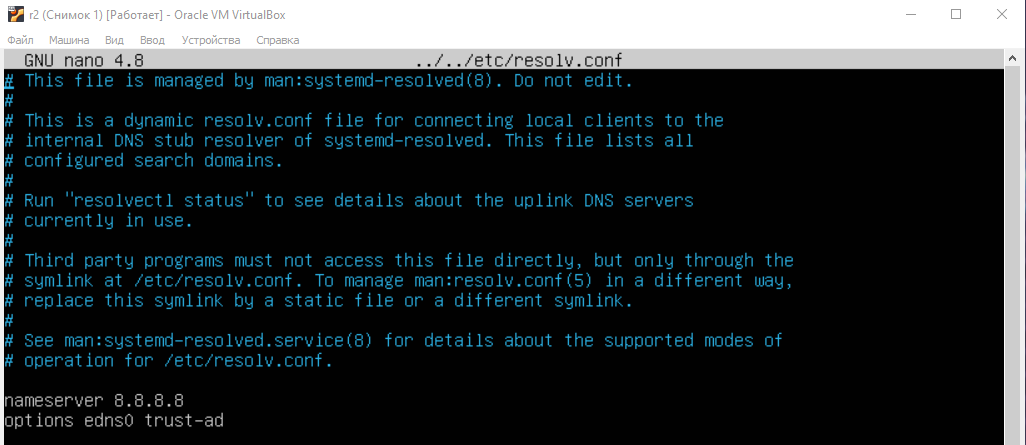 r2 (Снимок 1) [Работает] - Oracle VM VirtualBox
Файл Машина Вид Ввод Устройства Справка
GNU nano 4.8 ../../etc/resolv.conf
# This file is managed by man:systemd-resolved(8). Do not edit.
#
# This is a dynamic resolv.conf file for connecting local clients to the
# internal DNS stub resolver of systemd-resolved. This file lists all
# configured search domains.
#
# Run "resolvectl status" to see details about the uplink DNS servers
# currently in use.
#
# Third party programs must not access this file directly, but only through the
# symlink at /etc/resolv.conf. To manage man:resolv.conf(5) in a different way,
# replace this symlink by a static file or a different symlink.
#
# See man:systemd-resolved.service(8) for details about the supported modes of
# operation for /etc/resolv.conf.
nameserver 8.8.8.8
options edns0 trust-ad